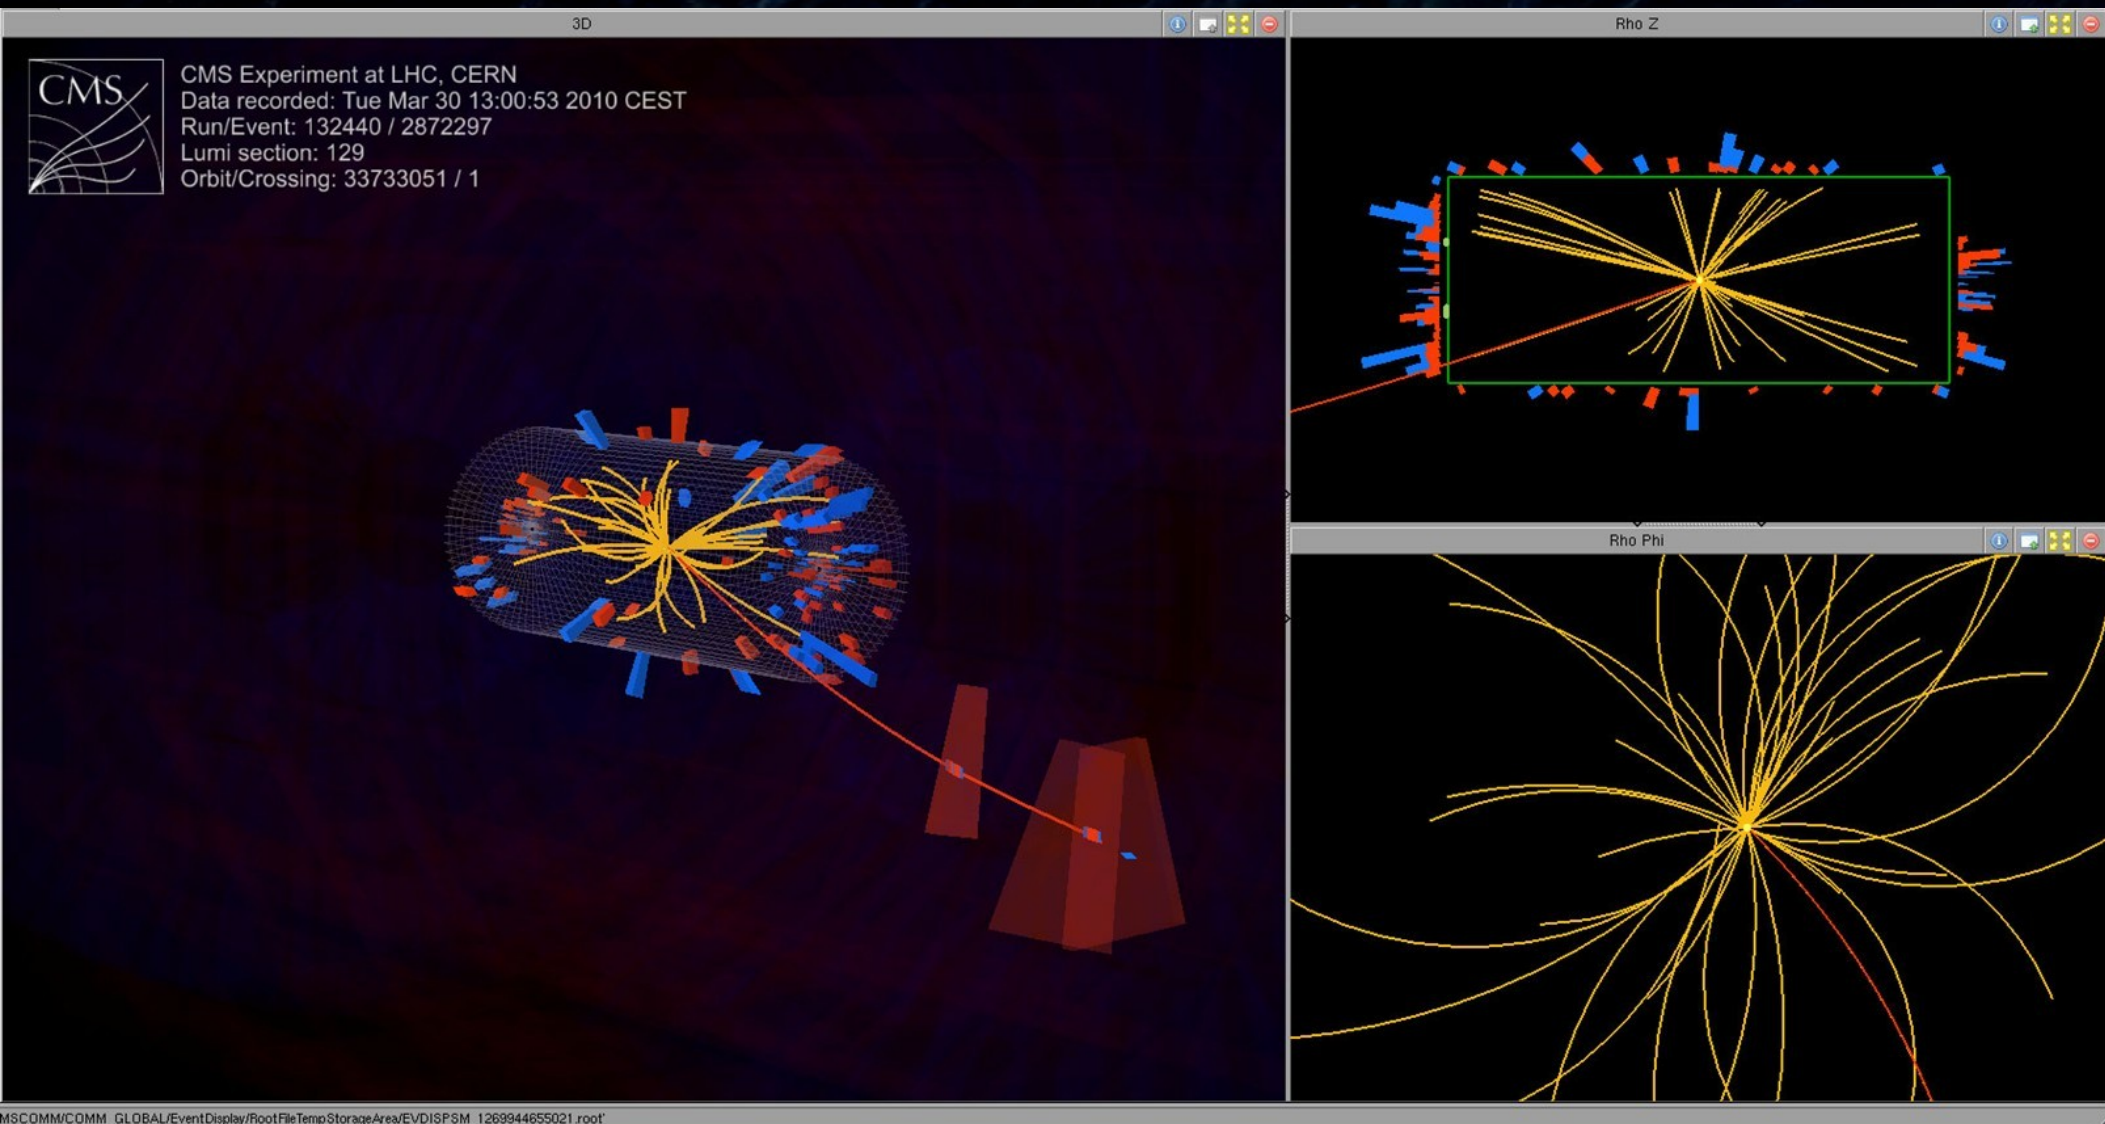 3D
Rho Z
CMS
CMS Experiment at LHC, CERN
Data recorded: Tue Mar 30 13:00:53 2010 CEST
Run/Event: 132440 / 2872297
Lumi section: 129
Orbit/Crossing: 33733051 / 1
Rho Phi
MSCOMM/COMM_GLOBAL/EventDisplay/RootFileTempStorageArea/EVDISPSM_1269944655021.root'